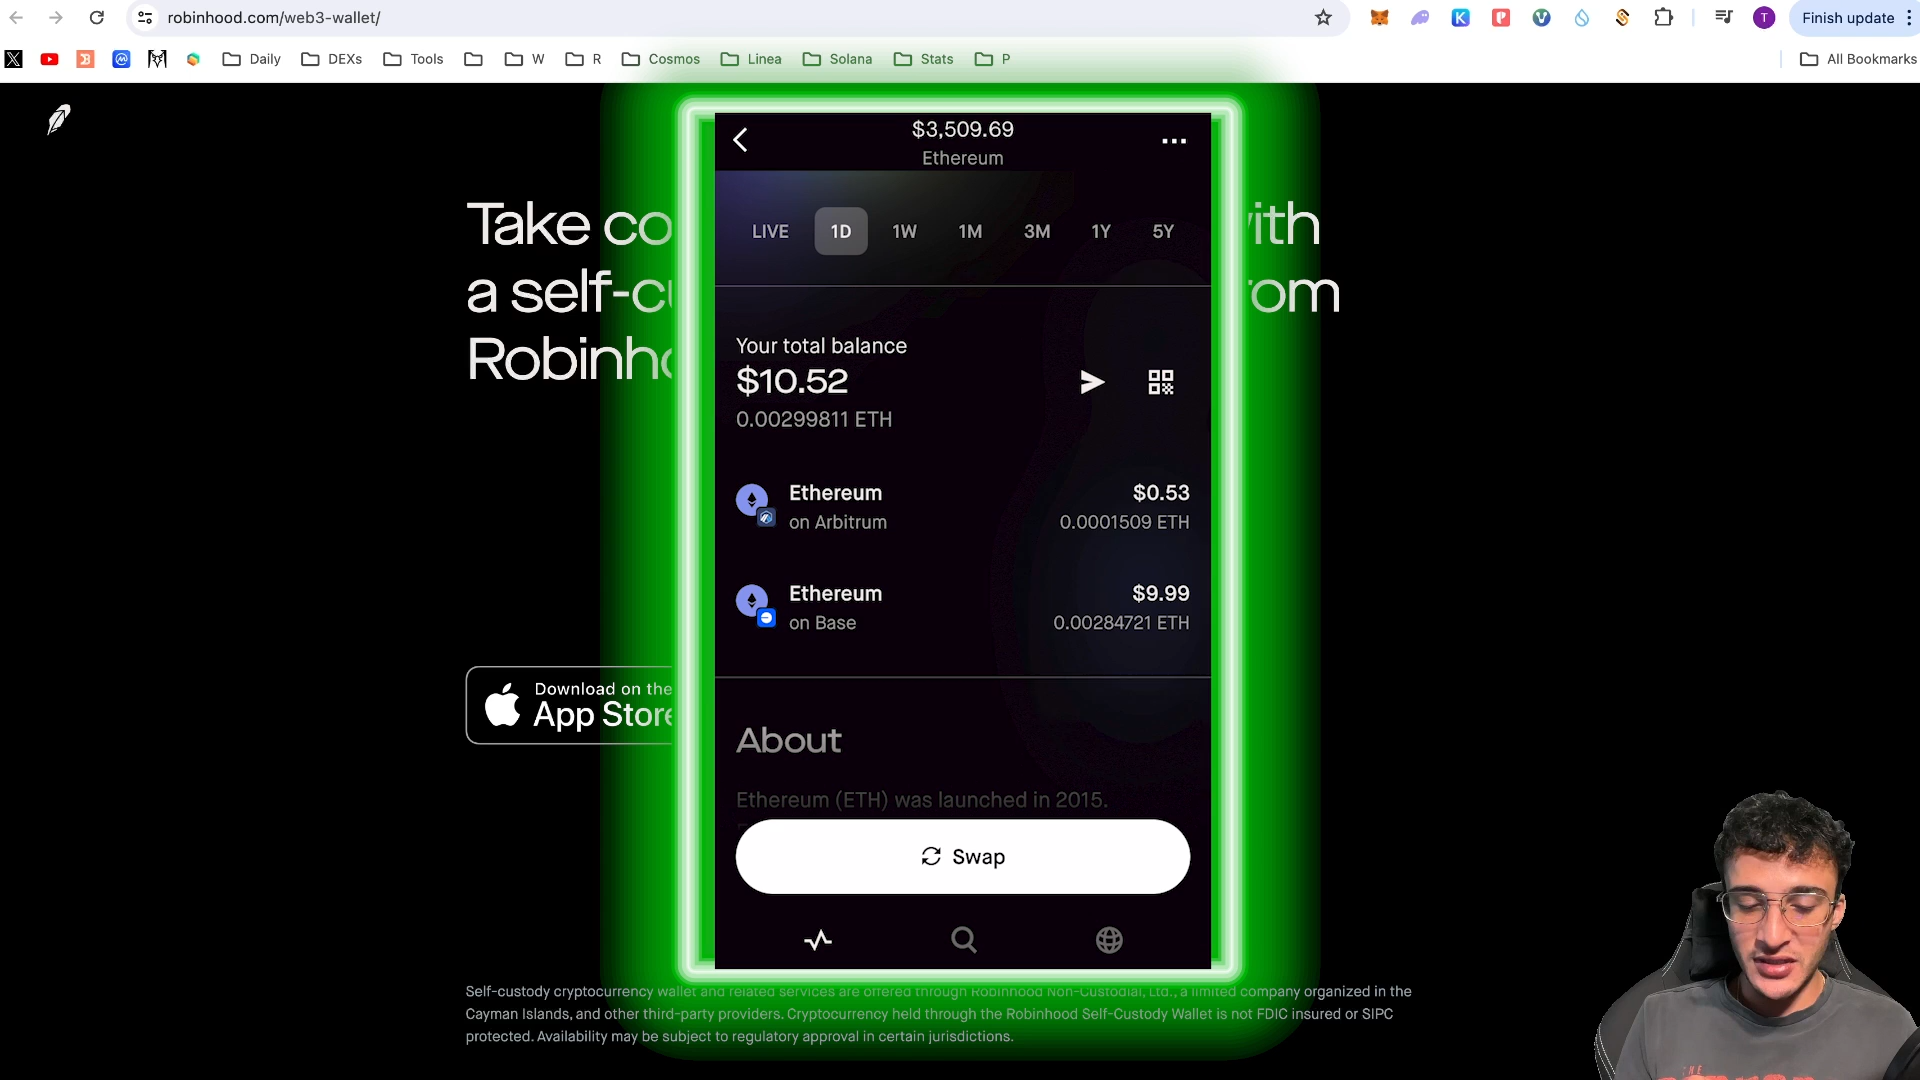 robinhood.com/web3-wallet/
T
Finish update
Daily
DEXs
Tools
W
R
Cosmos
Linea
Solana
Stats
P
All Bookmarks
Take co ith
a self-c om
Robinh
Download on the
App Store
$3,509.69
Ethereum
LIVE 1D 1W 1M 3M 1Y 5Y
Your total balance
$10.52
0.00299811 ETH
Ethereum $0.53
on Arbitrum 0.0001509 ETH
Ethereum $9.99
on Base 0.00284721 ETH
About
Ethereum (ETH) was launched in 2015.
Swap
Self-custody cryptocurrency wallet and related services are offered through Robinhood Non-Custodial, Ltd., a limited company organized in the
Cayman Islands, and other third-party providers. Cryptocurrency held through the Robinhood Self-Custody Wallet is not FDIC insured or SIPC
protected. Availability may be subject to regulatory approval in certain jurisdictions.
THE